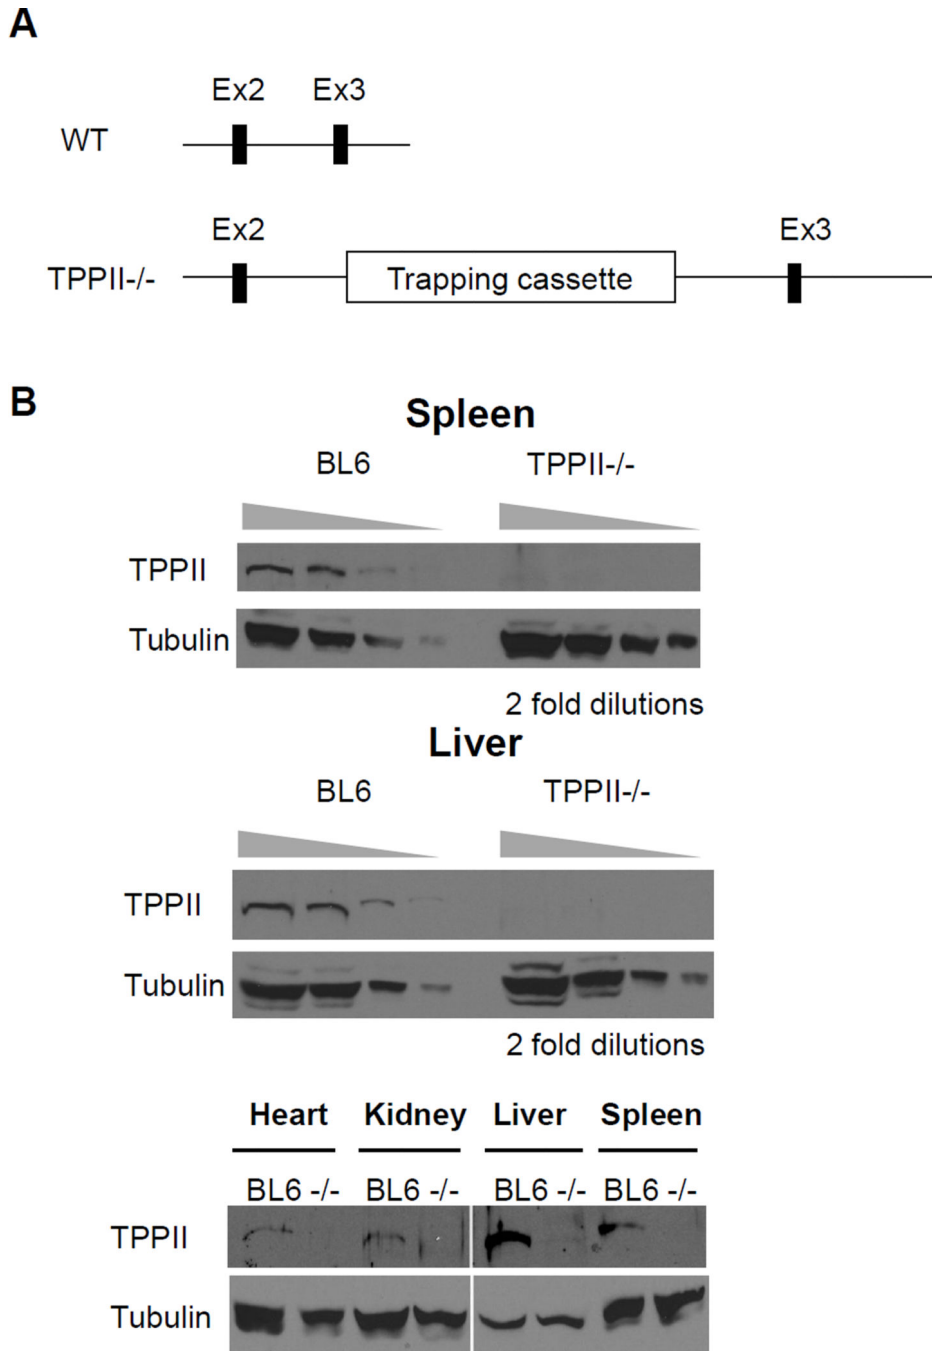 A
Ex2 Ex3
WT
Ex2 Ex3
TPPII-/- Trapping cassette
B
Spleen
BL6 TPPII-/-
TPPII
Tubulin
2 fold dilutions
Liver
BL6 TPPII-/-
TPPII
Tubulin
2 fold dilutions
Heart Kidney Liver Spleen
BL6 -/- BL6 -/- BL6 -/- BL6 -/-
TPPII
Tubulin